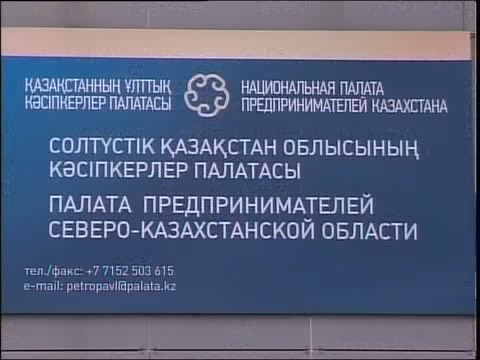 ҚАЗАҚСТАННЫҢ ҰЛТТЫҚ
КӘСІПКЕРЛЕР ПАЛАТАСЫ
НАЦИОНАЛЬНАЯ ПАЛАТА
ПРЕДПРИНИМАТЕЛЕЙ КАЗАХСТАНА
СОЛТҮСТІК ҚАЗАҚСТАН ОБЛЫСЫНЫҢ
КӘСІПКЕРЛЕР ПАЛАТАСЫ
ПАЛАТА ПРЕДПРИНИМАТЕЛЕЙ
СЕВЕРО-КАЗАХСТАНСКОЙ ОБЛАСТИ
тел./факс: +7 7152 503 615
e-mail: petropavl@palata.kz